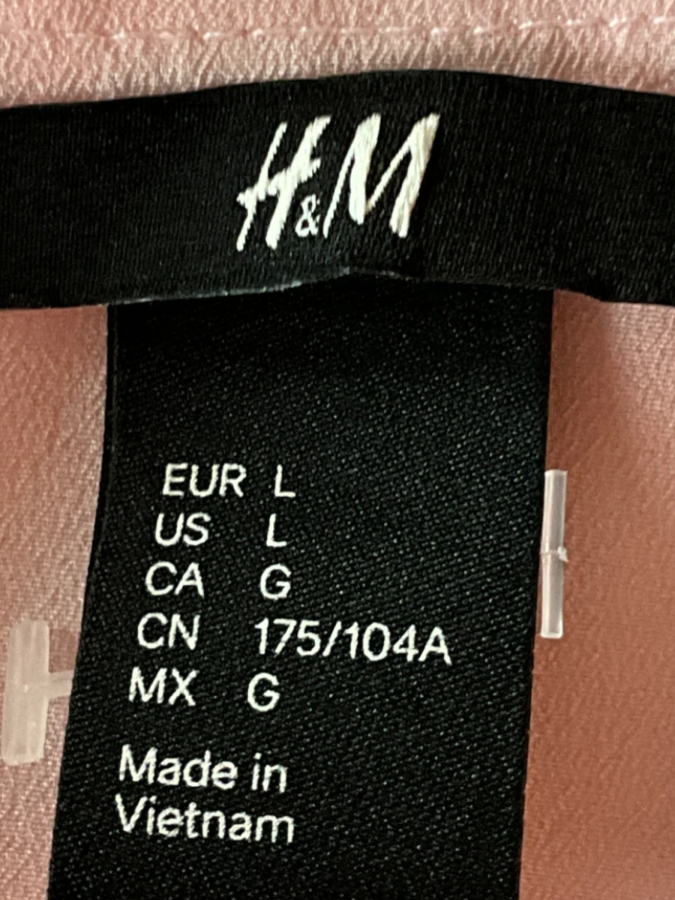 H&M
EUR L
US L
CA G
CN 175/104A
MX G
Made in
Vietnam